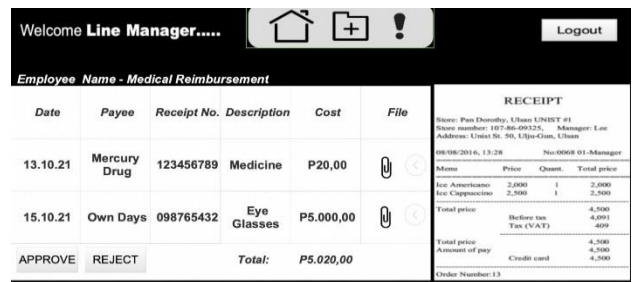 Welcome Line Manager.....
Logout
Employee Name - Medical Reimbursement
Date Payee Receipt No. Description Cost File
13.10.21 Mercury Drug 123456789 Medicine P20,00
15.10.21 Own Days 098765432 Eye Glasses P5.000,00
APPROVE REJECT Total: P5.020,00
RECEIPT
Store: Pan Dorothy, Ulsan UNIST #1
Store number: 107-86-09325, Manager: Lee
Address: Unist St. 50, Ulju-Gun, Ulsan
08/08/2016, 13:28 No:0068 01-Manager
Menu Price Quant. Total price
Ice Americano 2,000 1 2,000
Ice Cappuccino 2,500 1 2,500
Total price 4,500
Before tax 4,091
Tax (VAT) 409
Total price 4,500
Amount of pay 4,500
Credit card 4,500
Order Number:13